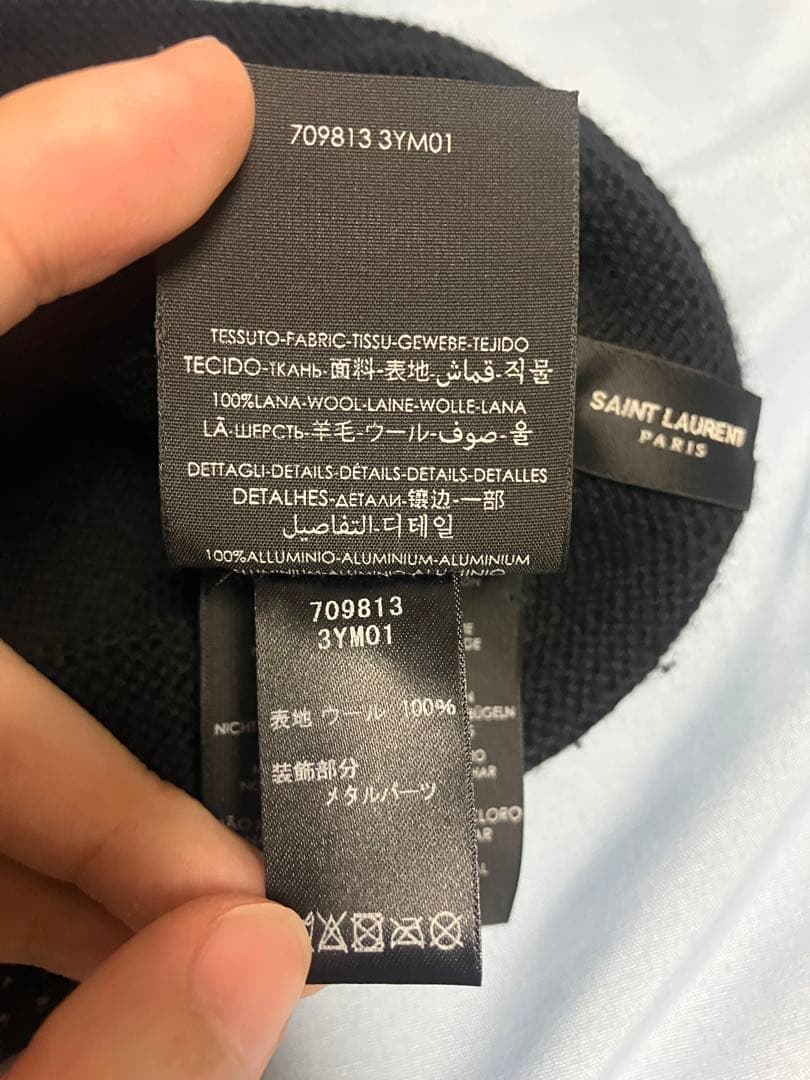 709813 3YM01
TESSUTO-FABRIC-TISSU-GEWEBE-TEJIDO
TECIDO-ТКАНЬ-面料-表地-قماش-직물
100%LANA-WOOL-LAINE-WOLLE-LANA
LÃ-ШЕРСТЬ-羊毛-ウール-صوف-울
DETTAGLI-DETAILS-DÉTAILS-DETAILS-DETALLES
DETALHES-ДЕТАЛИ-镶边-一部
التفاصيل-디테일
100%ALLUMINIO-ALUMINIUM-ALUMINIUM
SAINT LAURENT
PARIS
709813
3YM01
表地 ウール 100%
装飾部分
メタルパーツ
NICHT
ÜGELN
CLORO